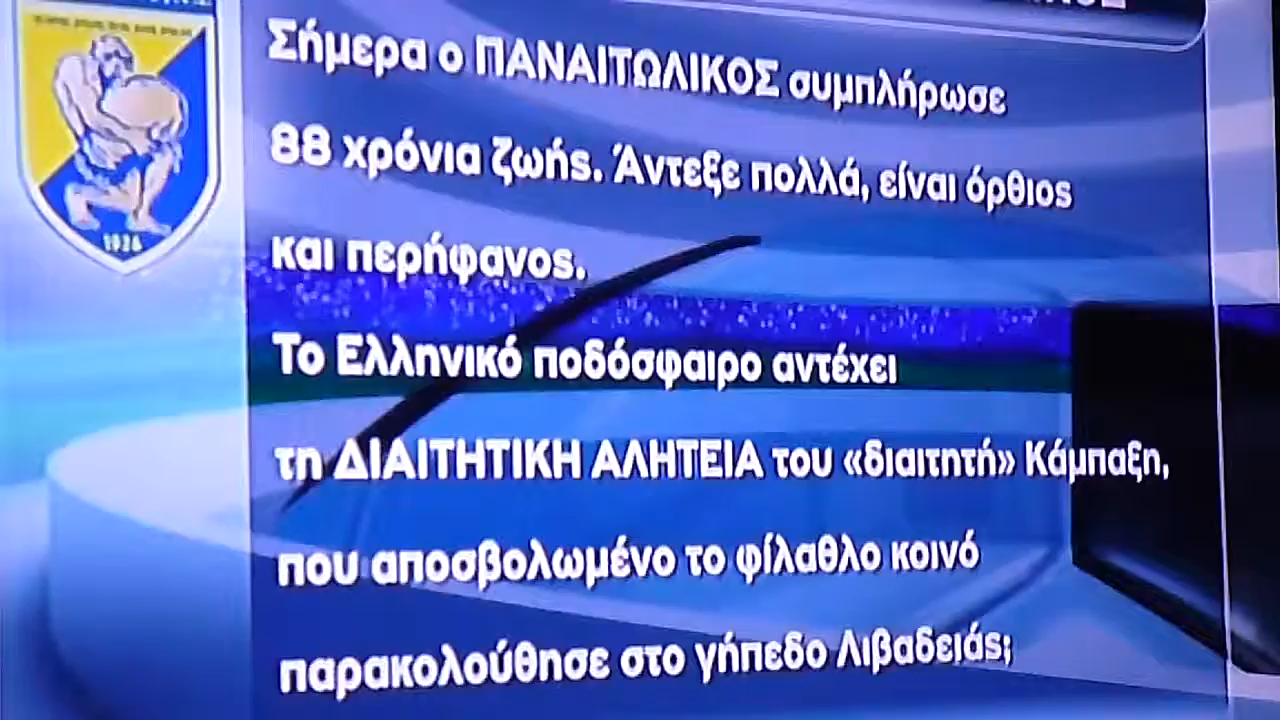 Σήμερα ο ΠΑΝΑΙΤΩΛΙΚΟΣ συμπλήρωσε
88 χρόνια ζωής. Άντεξε πολλά, είναι όρθιος
και περήφανος.
Το Ελληνικό ποδόσφαιρο αντέχει
τη ΔΙΑΙΤΗΤΙΚΗ ΑΛΗΤΕΙΑ του «διαιτητή» Κάμπαξη,
που αποσβολωμένο το φίλαθλο κοινό
παρακολούθησε στο γήπεδο Λιβαδειάς;
1926